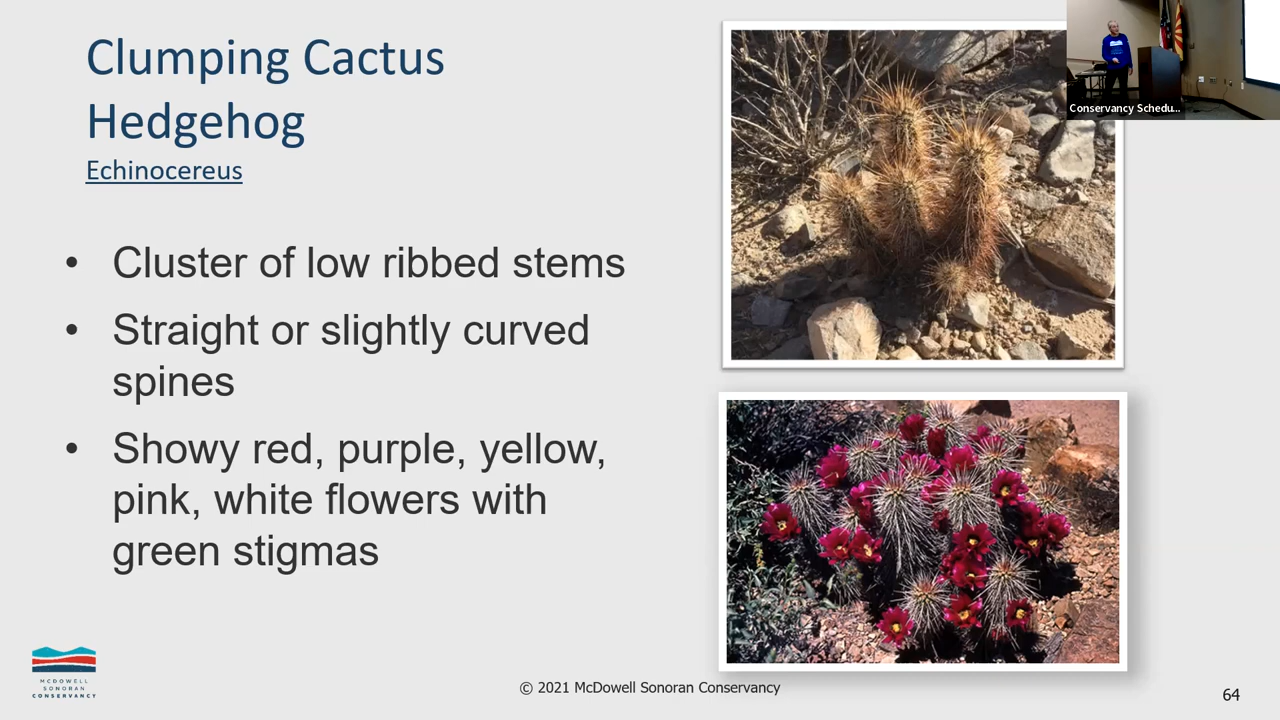 Clumping Cactus
Hedgehog
Echinocereus
• Cluster of low ribbed stems
• Straight or slightly curved
spines
• Showy red, purple, yellow,
pink, white flowers with
green stigmas
Conservancy Schedu...
MCDOWELL
SONORAN
CONSERVANCY
© 2021 McDowell Sonoran Conservancy
64